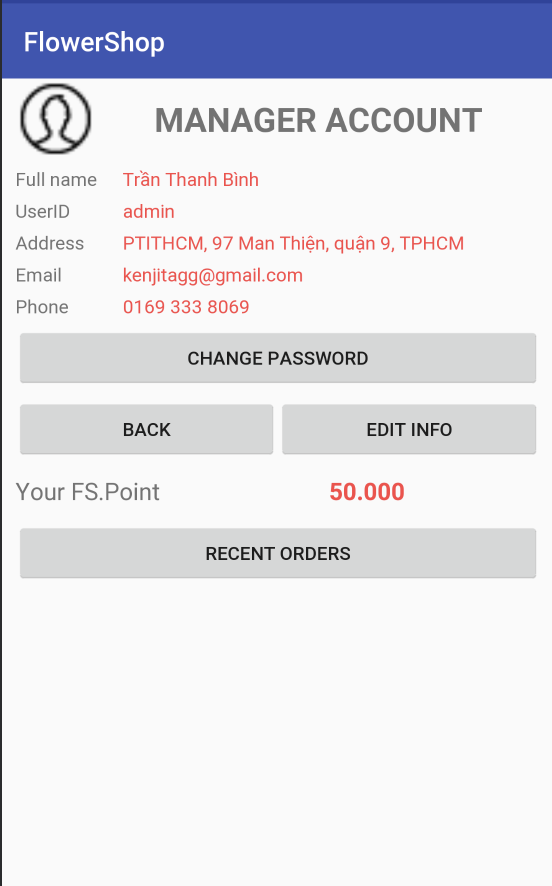 FlowerShop
MANAGER ACCOUNT
Full name Trần Thanh Bình
UserID admin
Address PTITHCM, 97 Man Thiện, quận 9, TPHCM
Email kenjitagg@gmail.com
Phone 0169 333 8069
CHANGE PASSWORD
BACK EDIT INFO
Your FS.Point 50.000
RECENT ORDERS